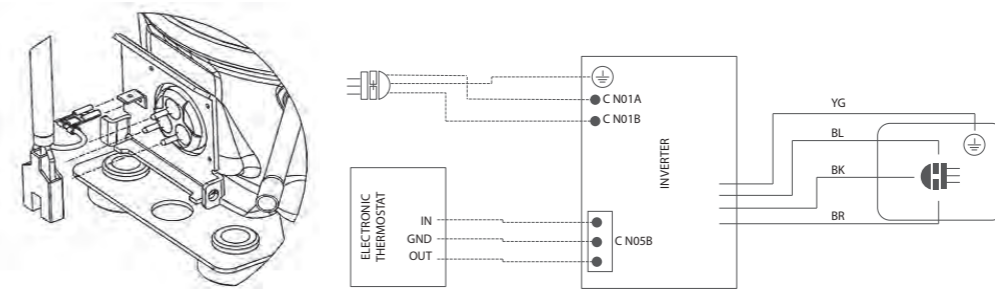 C N01A
C N01B
INVERTER
ELECTRONIC
THERMOSTAT
IN
GND
OUT
C N05B
YG
BL
BK
BR